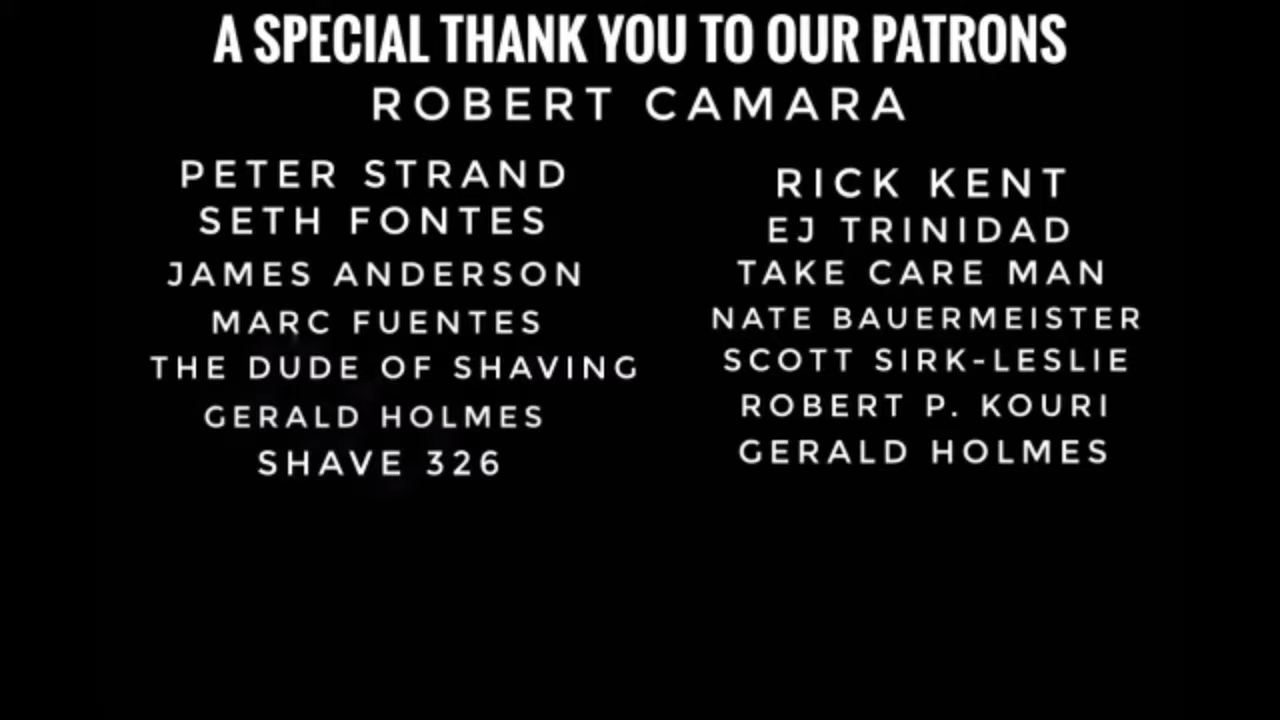 A SPECIAL THANK YOU TO OUR PATRONS
ROBERT CAMARA
PETER STRAND
SETH FONTES
JAMES ANDERSON
MARC FUENTES
THE DUDE OF SHAVING
GERALD HOLMES
SHAVE 326
RICK KENT
EJ TRINIDAD
TAKE CARE MAN
NATE BAUERMEISTER
SCOTT SIRK-LESLIE
ROBERT P. KOURI
GERALD HOLMES